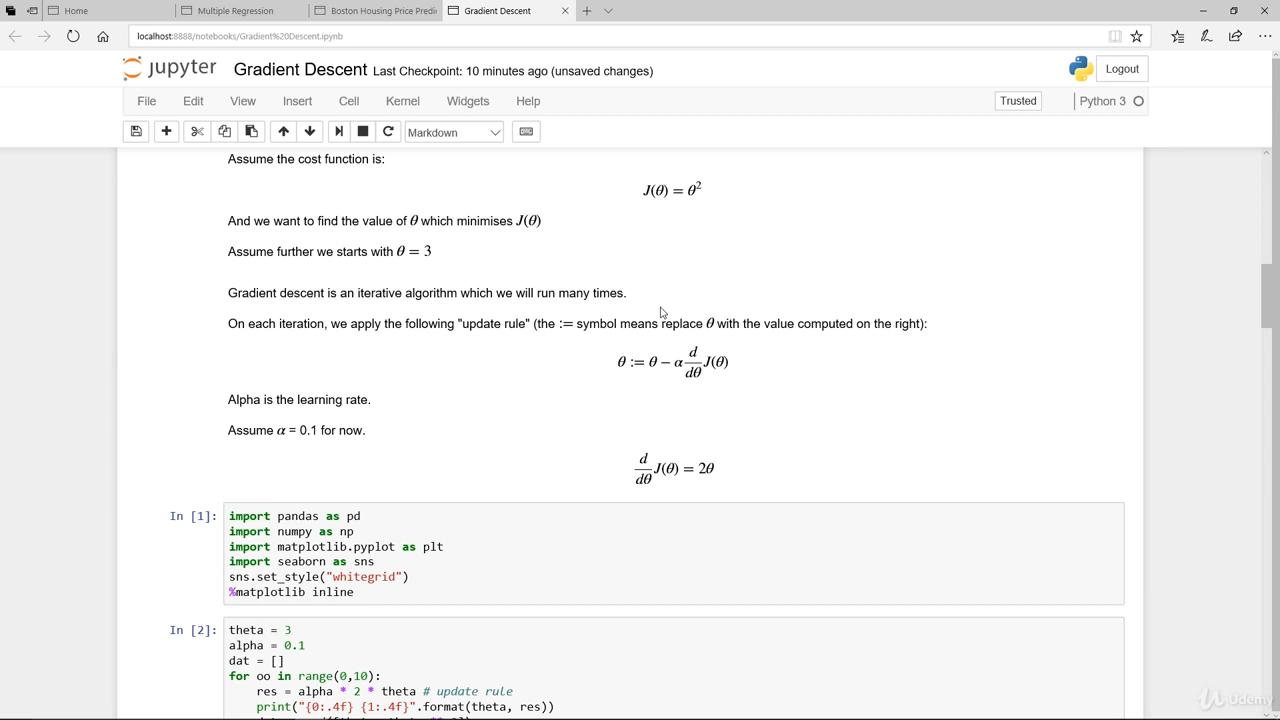 Home
Multiple Regression
Boston Housing Price Predi
Gradient Descent
localhost:8888/notebooks/Gradient%20Descent.ipynb
jupyter Gradient Descent Last Checkpoint: 10 minutes ago (unsaved changes)
Logout
File Edit View Insert Cell Kernel Widgets Help
Trusted
Python 3
Markdown
Assume the cost function is:
J(θ) = θ²
And we want to find the value of θ which minimises J(θ)
Assume further we starts with θ = 3
Gradient descent is an iterative algorithm which we will run many times.
On each iteration, we apply the following "update rule" (the := symbol means replace θ with the value computed on the right):
θ := θ − α d/dθ J(θ)
Alpha is the learning rate.
Assume α = 0.1 for now.
d/dθ J(θ) = 2θ
In [1]:
import pandas as pd
import numpy as np
import matplotlib.pyplot as plt
import seaborn as sns
sns.set_style("whitegrid")
%matplotlib inline
In [2]:
theta = 3
alpha = 0.1
dat = []
for oo in range(0,10):
    res = alpha * 2 * theta # update rule
    print("{0:.4f} {1:.4f}".format(theta, res))
Udemy